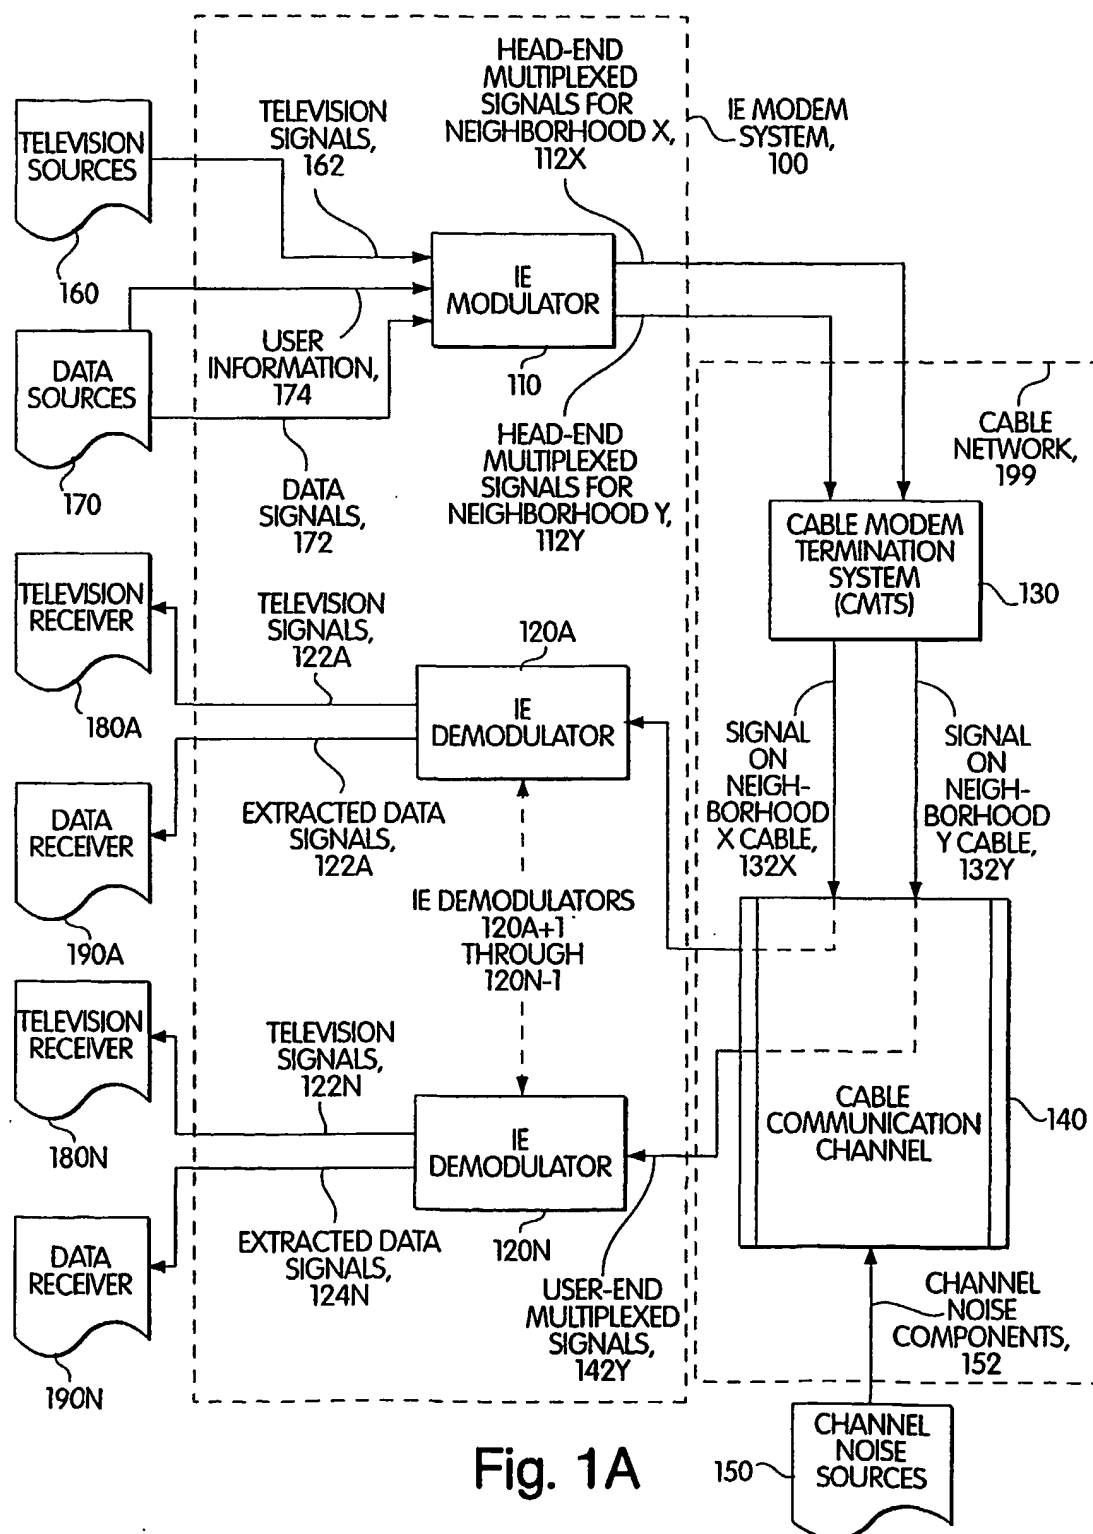 HEAD-END
MULTIPLEXED
SIGNALS FOR
NEIGHBORHOOD X,
112X
IE MODEM
SYSTEM,
100
TELEVISION
SIGNALS,
162
TELEVISION
SOURCES
160
IE
MODULATOR
110
USER
INFORMATION,
174
DATA
SOURCES
170
DATA
SIGNALS,
172
HEAD-END
MULTIPLEXED
SIGNALS FOR
NEIGHBORHOOD Y,
112Y
CABLE
NETWORK,
199
CABLE MODEM
TERMINATION
SYSTEM
(CMTS)
130
TELEVISION
RECEIVER
180A
TELEVISION
SIGNALS,
122A
120A
IE
DEMODULATOR
SIGNAL
ON
NEIGH-
BORHOOD
X CABLE,
132X
SIGNAL
ON
NEIGH-
BORHOOD
Y CABLE,
132Y
DATA
RECEIVER
190A
EXTRACTED DATA
SIGNALS,
122A
IE DEMODULATORS
120A+1
THROUGH
120N-1
TELEVISION
RECEIVER
180N
TELEVISION
SIGNALS,
122N
IE
DEMODULATOR
120N
CABLE
COMMUNICATION
CHANNEL
140
DATA
RECEIVER
190N
EXTRACTED DATA
SIGNALS,
124N
USER-END
MULTIPLEXED
SIGNALS,
142Y
CHANNEL
NOISE
COMPONENTS,
152
CHANNEL
NOISE
SOURCES
150
Fig. 1A